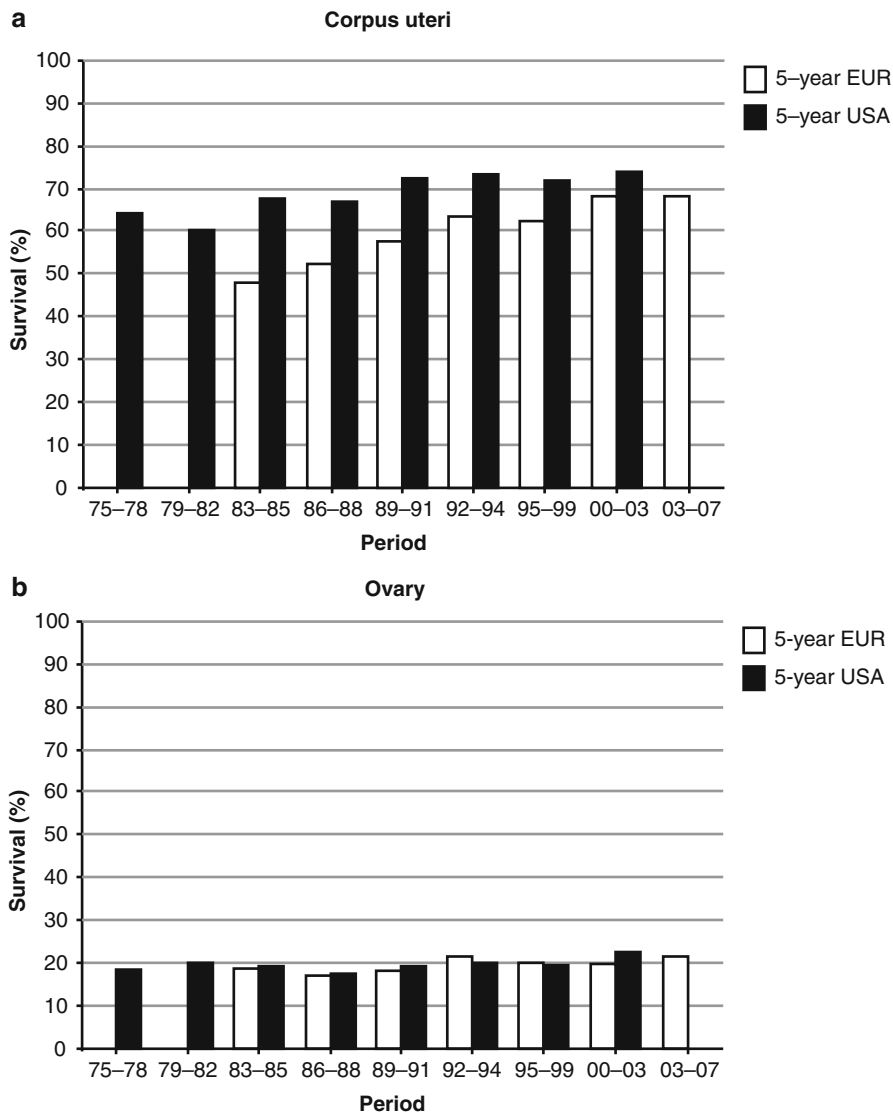 a
Corpus uteri
100
90
80
70
60
50
40
30
20
10
0
Survival (%)
75–78 79–82 83–85 86–88 89–91 92–94 95–99 00–03 03–07
Period
5–year EUR
5–year USA
b
Ovary
100
90
80
70
60
50
40
30
20
10
0
Survival (%)
75–78 79–82 83–85 86–88 89–91 92–94 95–99 00–03 03–07
Period
5-year EUR
5-year USA